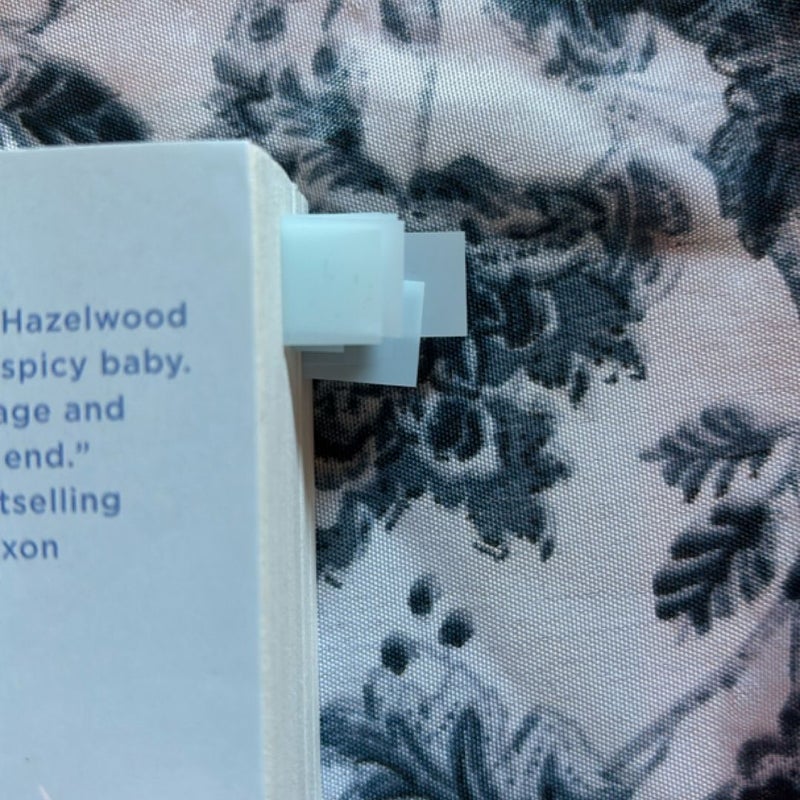 Hazelwood
spicy baby.
age and
end.”
tselling
xon